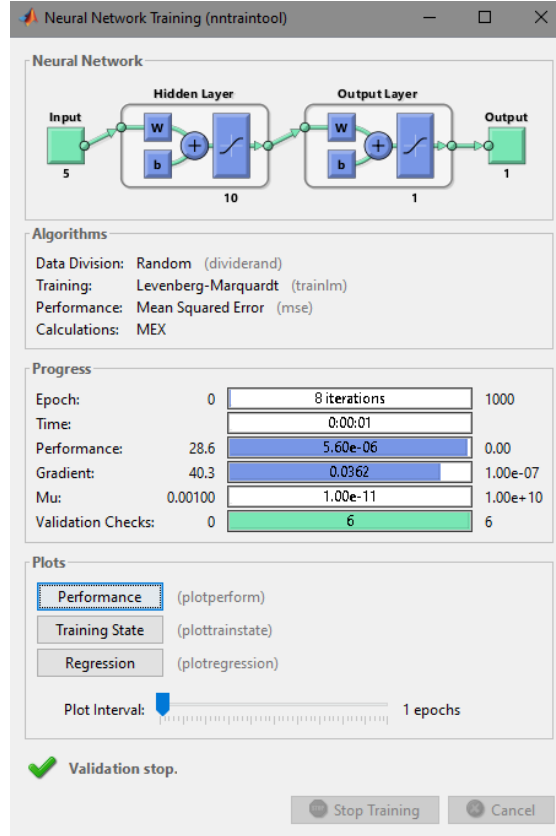 Neural Network Training (nntraintool)
Neural Network
Hidden Layer Output Layer
Input Output
W W
+ +
b b
5 10 1 1
Algorithms
Data Division: Random (dividerand)
Training: Levenberg-Marquardt (trainlm)
Performance: Mean Squared Error (mse)
Calculations: MEX
Progress
Epoch: 0 8 iterations 1000
Time: 0:00:01
Performance: 28.6 5.60e-06 0.00
Gradient: 40.3 0.0362 1.00e-07
Mu: 0.00100 1.00e-11 1.00e+10
Validation Checks: 0 6 6
Plots
Performance (plotperform)
Training State (plottrainstate)
Regression (plotregression)
Plot Interval: 1 epochs
Validation stop.
Stop Training Cancel